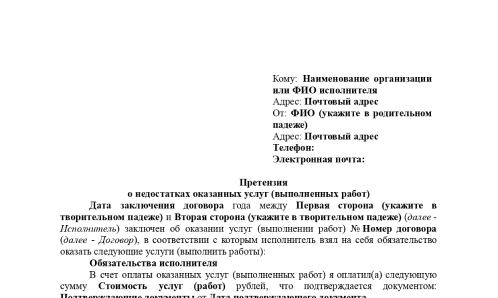 Кому: Наименование организации
или ФИО исполнителя
Адрес: Почтовый адрес
От: ФИО (укажите в родительном
падеже)
Адрес: Почтовый адрес
Телефон:
Электронная почта:
Претензия
о недостатках оказанных услуг (выполненных работ)
Дата заключения договора года между Первая сторона (укажите в
творительном падеже) и Вторая сторона (укажите в творительном падеже) (далее -
Исполнитель) заключен об оказании услуг (выполнении работ) № Номер договора
(далее - Договор), в соответствии с которым исполнитель взял на себя обязательство
оказать следующие услуги (выполнить работы):
Обязательства исполнителя
В счет оплаты оказанных услуг (выполненных работ) я оплатил(а) следующую
сумму Стоимость услуг (работ) рублей, что подтверждается документом:
Подтверждающие документы от Дата подтверждающего документа